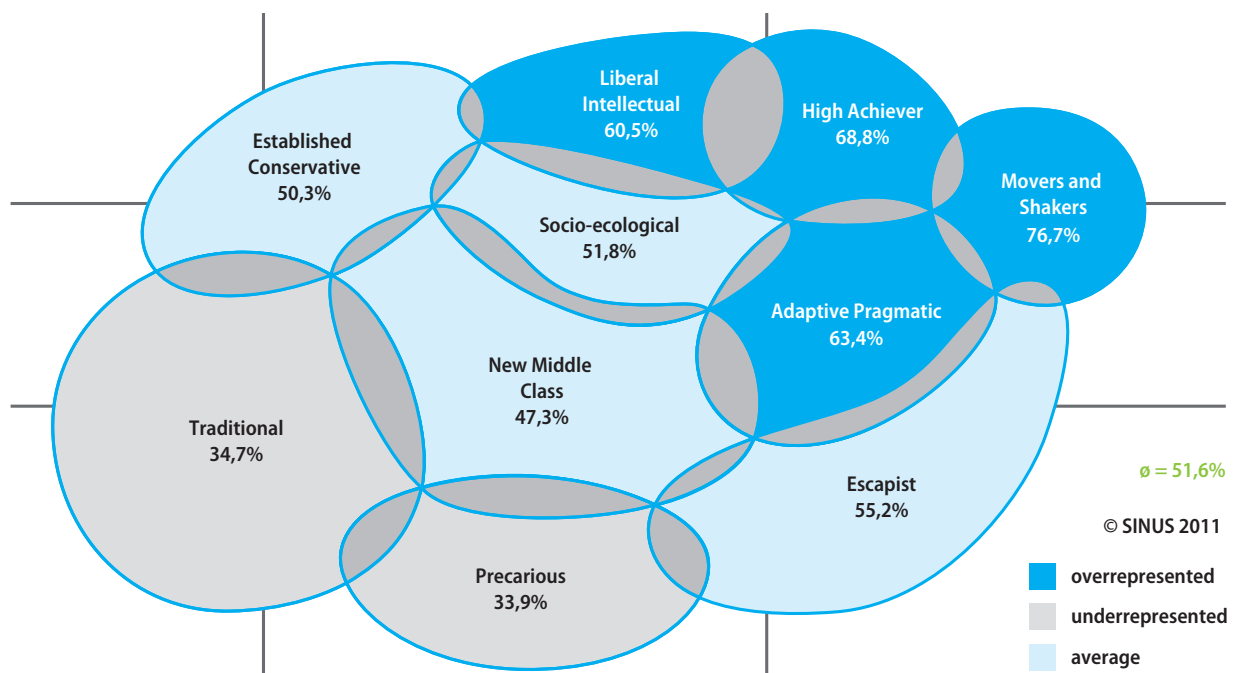 Liberal
Intellectual
60,5%
High Achiever
68,8%
Established
Conservative
50,3%
Movers and
Shakers
76,7%
Socio-ecological
51,8%
Adaptive Pragmatic
63,4%
New Middle
Class
47,3%
Traditional
34,7%
Escapist
55,2%
Precarious
33,9%
ø = 51,6%
© SINUS 2011
overrepresented
underrepresented
average